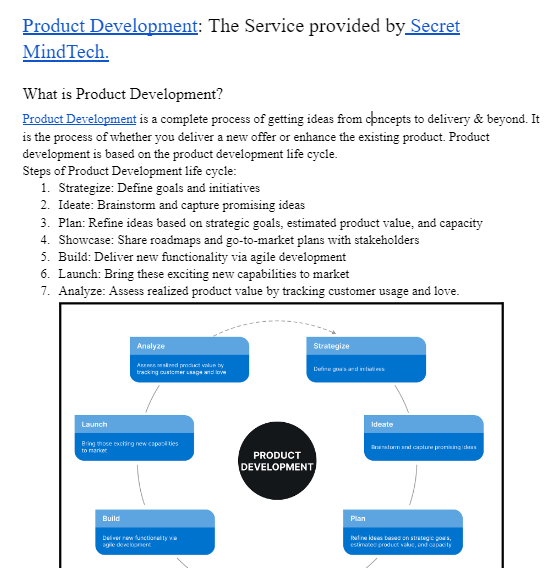 Product Development: The Service provided by Secret
MindTech.
What is Product Development?
Product Development is a complete process of getting ideas from concepts to delivery & beyond. It
is the process of whether you deliver a new offer or enhance the existing product. Product
development is based on the product development life cycle.
Steps of Product Development life cycle:
1. Strategize: Define goals and initiatives
2. Ideate: Brainstorm and capture promising ideas
3. Plan: Refine ideas based on strategic goals, estimated product value, and capacity
4. Showcase: Share roadmaps and go-to-market plans with stakeholders
5. Build: Deliver new functionality via agile development
6. Launch: Bring these exciting new capabilities to market
7. Analyze: Assess realized product value by tracking customer usage and love.
Analyze
Assess realized product value by
tracking customer usage and love
Strategize
Define goals and initiatives
Launch
Bring those exciting new capabilities
to market
Ideate
Brainstorm and capture promising ideas
PRODUCT
DEVELOPMENT
Build
Deliver new functionality via
agile development
Plan
Refine ideas based on strategic goals,
estimated product value, and capacity